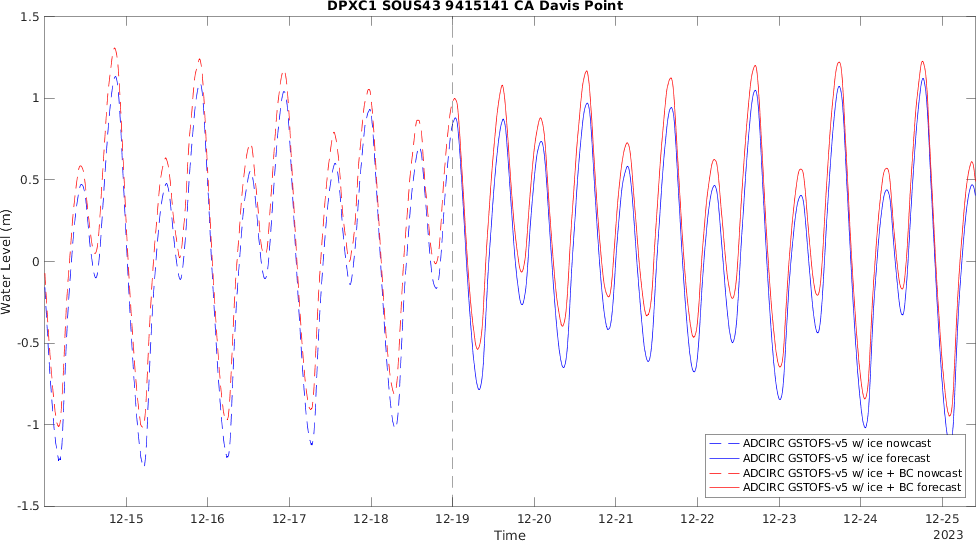 DPXC1 SOUS43 9415141 CA Davis Point
1.5
1
0.5
0
-0.5
-1
-1.5
Water Level (m)
ADCIRC GSTOFS-v5 w/ ice nowcast
ADCIRC GSTOFS-v5 w/ ice forecast
ADCIRC GSTOFS-v5 w/ ice + BC nowcast
ADCIRC GSTOFS-v5 w/ ice + BC forecast
12-15 12-16 12-17 12-18 12-19 12-20 12-21 12-22 12-23 12-24 12-25
2023
Time